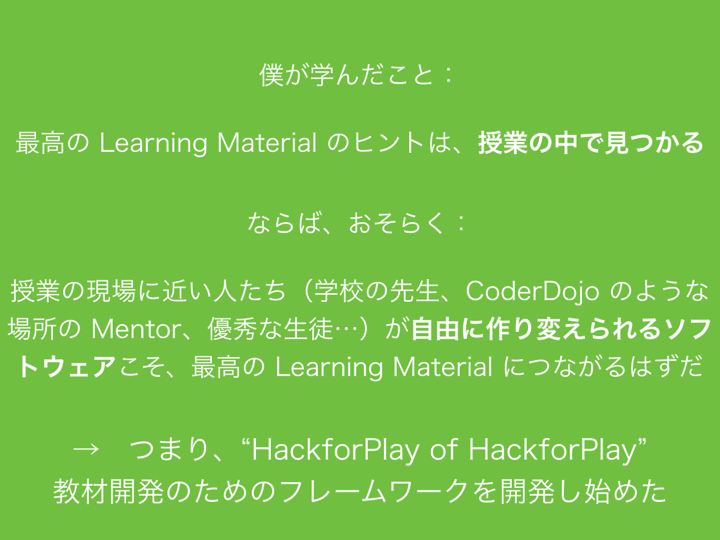 僕が学んだこと：
最高の Learning Material のヒントは、授業の中で見つかる
ならば、おそらく：
授業の現場に近い人たち（学校の先生、CoderDojo のような
場所の Mentor、優秀な生徒…）が自由に作り変えられるソフ
トウェアこそ、最高の Learning Material につながるはずだ
→　つまり、“HackforPlay of HackforPlay”
教材開発のためのフレームワークを開発し始めた